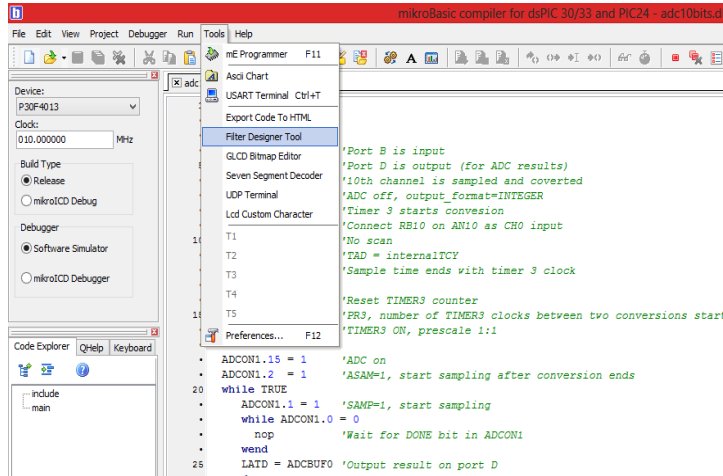 mikroBasic compiler for dsPIC 30/33 and PIC24 - adc10bits.d
File Edit View Project Debugger Run Tools Help
mE Programmer F11
Ascii Chart
USART Terminal Ctrl+T
Export Code To HTML
Filter Designer Tool
GLCD Bitmap Editor
Seven Segment Decoder
UDP Terminal
Lcd Custom Character
T1
T2
T3
T4
T5
Preferences... F12
Device:
P30F4013
Clock:
010.000000 MHz
Build Type
Release
mikroICD Debug
Debugger
Software Simulator
mikroICD Debugger
Code Explorer QHelp Keyboard
include
main
adc
'Port B is input
'Port D is output (for ADC results)
'10th channel is sampled and coverted
'ADC off, output_format=INTEGER
'Timer 3 starts convesion
'Connect RB10 on AN10 as CH0 input
10 'No scan
'TAD = internalTCY
'Sample time ends with timer 3 clock
'Reset TIMER3 counter
'PR3, number of TIMER3 clocks between two conversions start
'TIMER3 ON, prescale 1:1
ADCON1.15 = 1 'ADC on
ADCON1.2 = 1 'ASAM=1, start sampling after conversion ends
20 while TRUE
ADCON1.1 = 1 'SAMP=1, start sampling
while ADCON1.0 = 0
nop 'Wait for DONE bit in ADCON1
wend
25 LATD = ADCBUF0 'Output result on port D